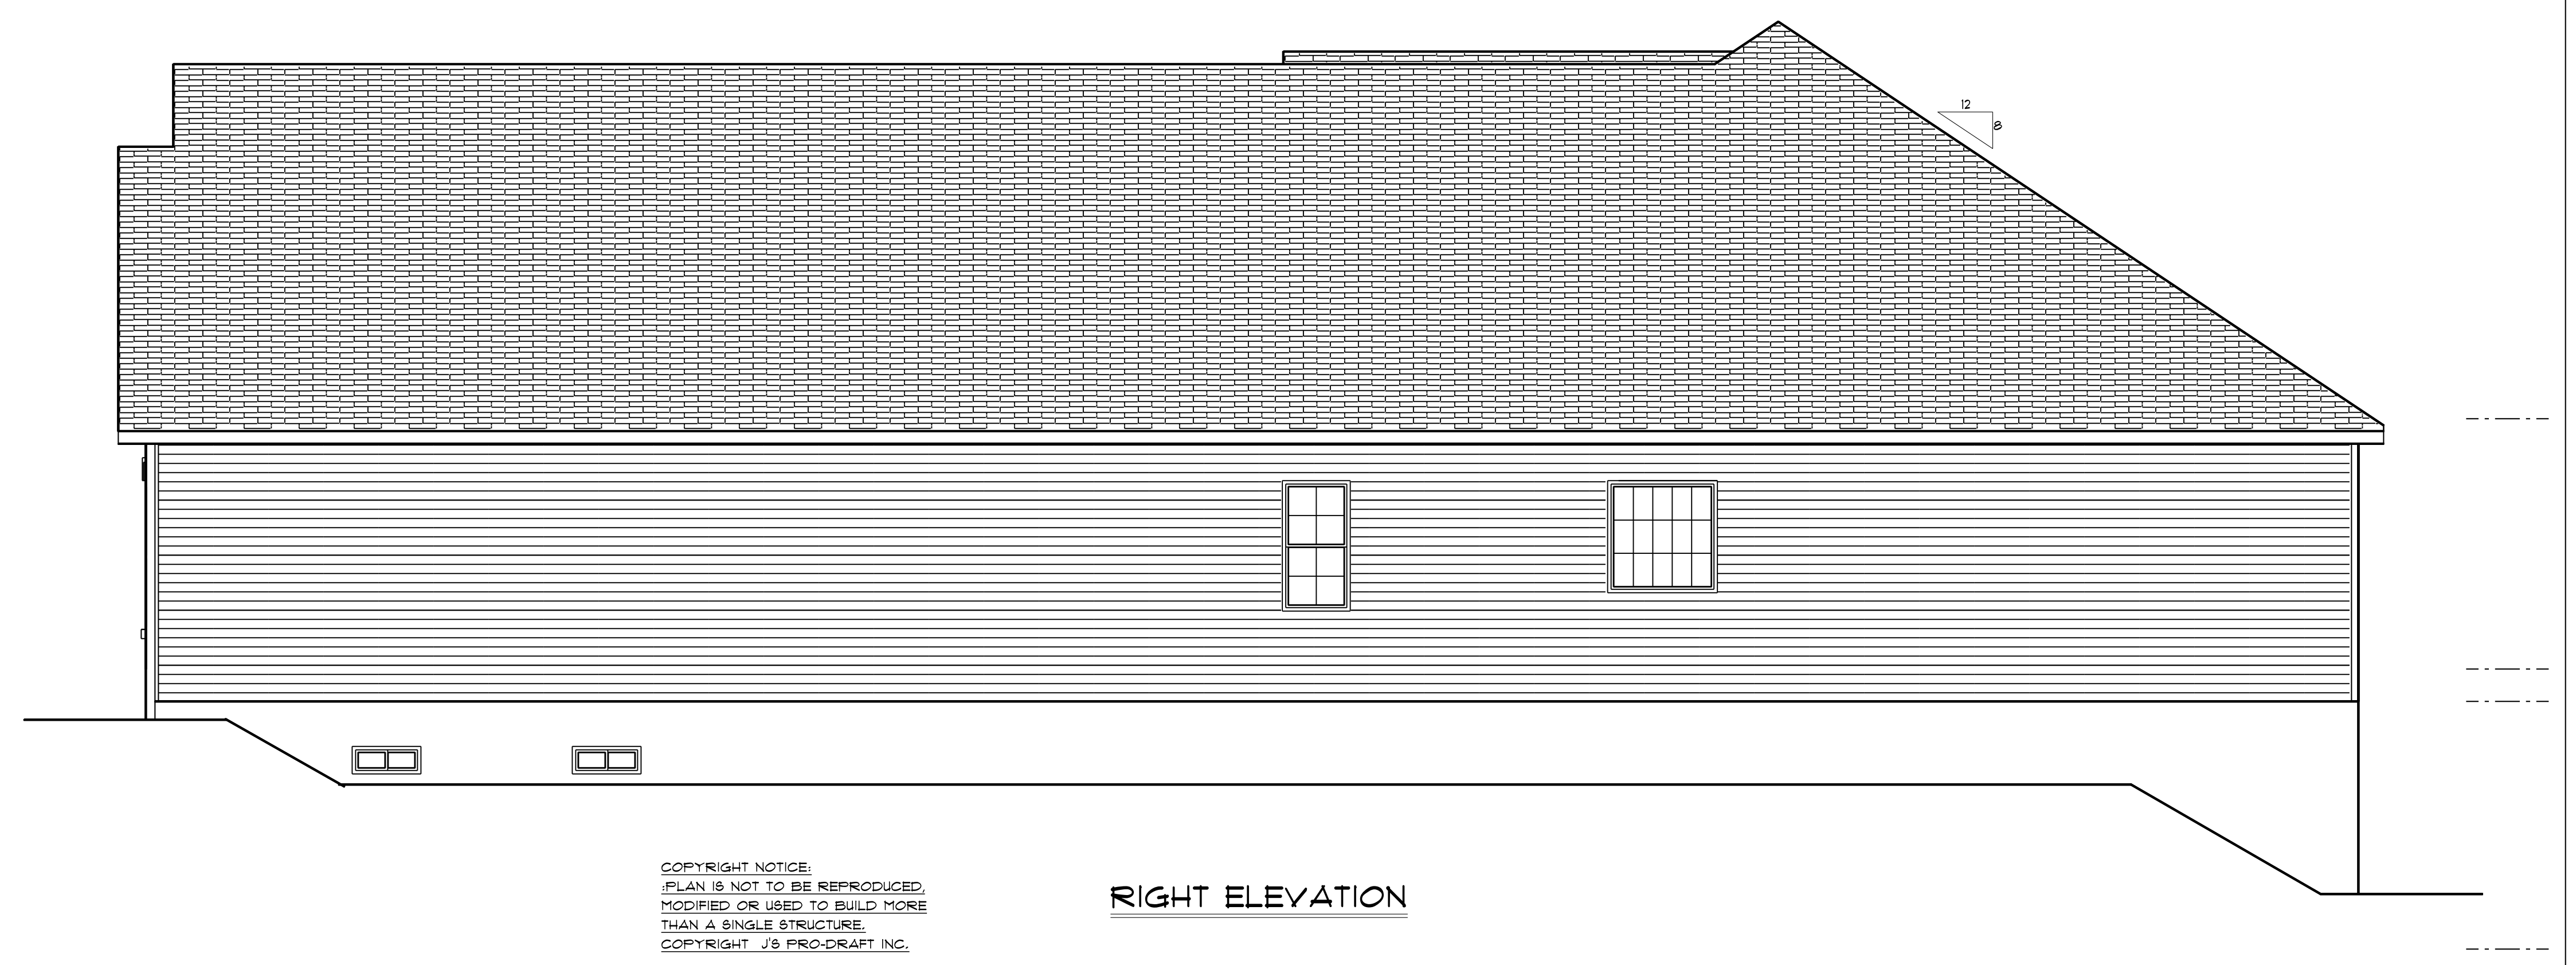 12
8
COPYRIGHT NOTICE:
:PLAN IS NOT TO BE REPRODUCED,
MODIFIED OR USED TO BUILD MORE
THAN A SINGLE STRUCTURE.
COPYRIGHT J'S PRO-DRAFT INC.
RIGHT ELEVATION